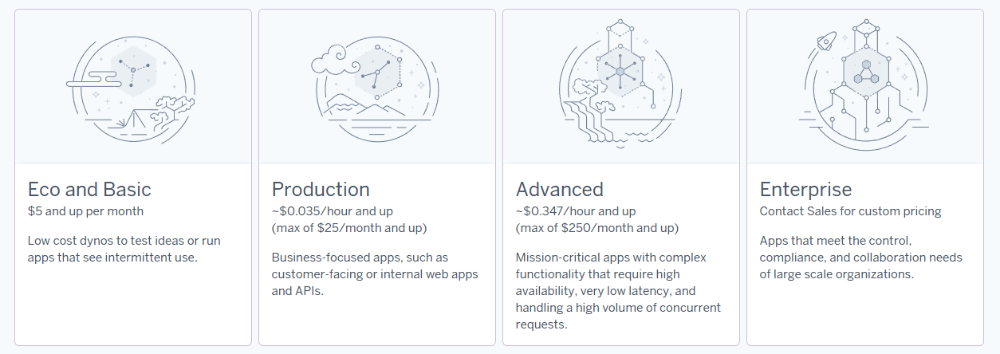 Eco and Basic
$5 and up per month
Low cost dynos to test ideas or run
apps that see intermittent use.
Production
~$0.035/hour and up
(max of $25/month and up)
Business-focused apps, such as
customer-facing or internal web apps
and APIs.
Advanced
~$0.347/hour and up
(max of $250/month and up)
Mission-critical apps with complex
functionality that require high
availability, very low latency, and
handling a high volume of concurrent
requests.
Enterprise
Contact Sales for custom pricing
Apps that meet the control,
compliance, and collaboration needs
of large scale organizations.